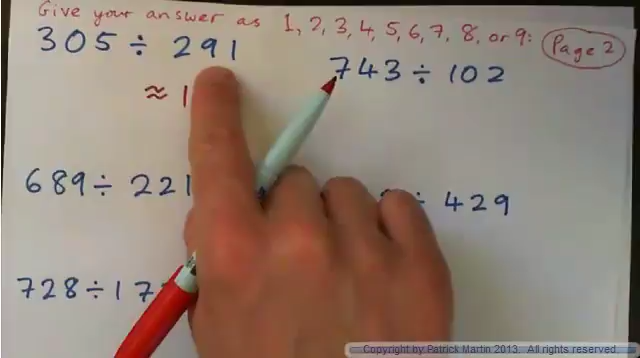 Give your answer as 1, 2, 3, 4, 5, 6, 7, 8, or 9: Page 2
305 ÷ 291
≈ 1
743 ÷ 102
689 ÷ 221
÷ 429
728 ÷ 17
Copyright by Patrick Martin 2013. All rights reserved.